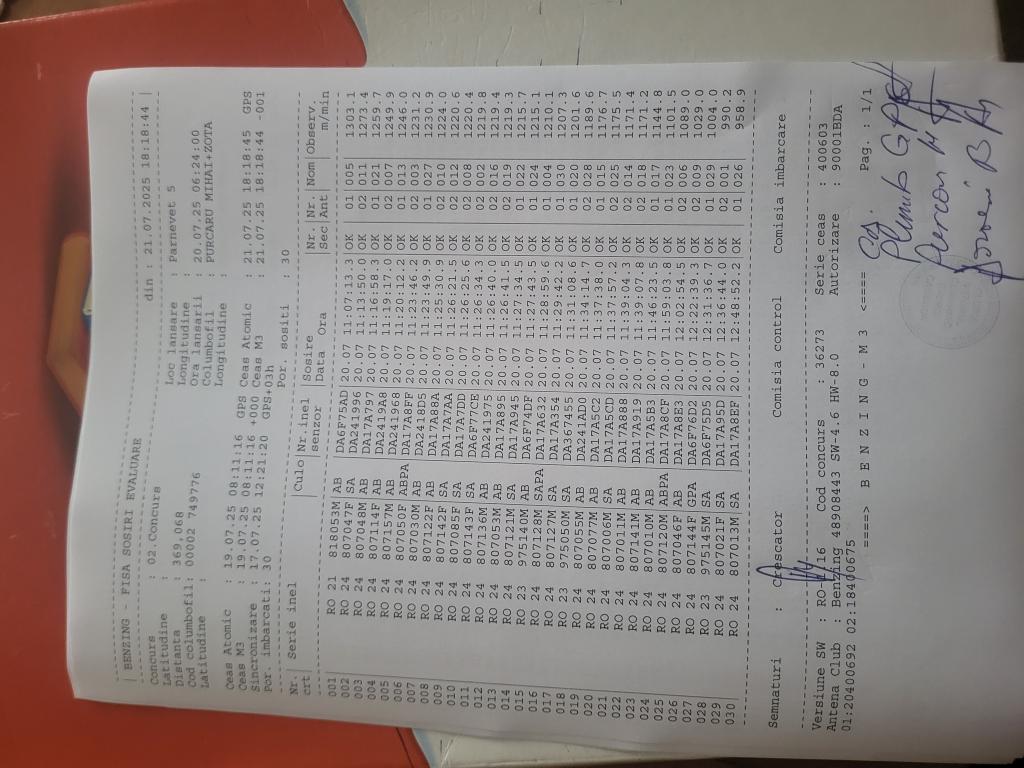 | BENZING - FISA SOSIRI EVALUARE din : 21.07.2025 18:18:44 |
Concurs : 02.Concurs Loc lansare : Parnevet 5
Latitudine : Longitudine :
Distanta : 369,068 Ora lansarii : 20.07.25 06:24:00
Cod columbofil: 00002 749776 Columbofil : PURCARU MIHAI+ZOTA
Latitudine : Longitudine :
Ceas Atomic : 19.07.25 08:11:16 GPS Ceas Atomic : 21.07.25 18:18:45 GPS
Ceas M3 : 19.07.25 08:11:16 +000 Ceas M3 : 21.07.25 18:18:44 -001
Sincronizare : 17.07.25 12:21:20 GPS+03h
Por. imbarcati: 30 Por. sositi : 30
Nr. Serie inel Culo Nr.inel Sosire Nr. Nr. Nom Observ.
crt senzor Data Ora Sec Ant m/min
001 RO 21 818053M AB DA6F75AD 20.07 11:07:13.3 OK 01 005 1303.1
002 RO 24 807047F SA DA241996 20.07 11:13:50.0 OK 02 011 1273.4
003 RO 24 807048M AB DA17A797 20.07 11:16:58.3 OK 01 021 1259.7
004 RO 24 807114F AB DA2419A8 20.07 11:19:17.0 OK 02 007 1249.9
005 RO 24 807157M AB DA241968 20.07 11:20:12.2 OK 01 013 1246.0
006 RO 24 807050F ABPA DA17A8FF 20.07 11:23:46.2 OK 02 003 1231.2
007 RO 24 807030M AB DA2418D5 20.07 11:23:49.9 OK 02 027 1230.9
008 RO 24 807122F AB DA17A88A 20.07 11:25:29.0 OK 02 010 1224.0
009 RO 24 807142F SA DA17A7AA 20.07 11:26:21.5 OK 02 012 1220.6
010 RO 24 807085F SA DA17A7DD 20.07 11:26:25.6 OK 02 008 1220.4
011 RO 24 807143F SA DA6F77CE 20.07 11:26:34.3 OK 01 002 1219.8
012 RO 24 807136M AB DA241975 20.07 11:26:40.0 OK 02 016 1219.4
013 RO 24 807053M AB DA17A895 20.07 11:26:41.5 OK 02 019 1219.3
014 RO 24 807121M SA DA17A945 20.07 11:27:34.5 OK 01 022 1215.7
015 RO 23 975140M AB DA6F74DF 20.07 11:27:43.5 OK 01 024 1215.1
016 RO 24 807128M SAPA DA17A632 20.07 11:28:59.6 OK 01 004 1210.1
017 RO 24 807127M SA DA17A354 20.07 11:29:42.2 OK 01 030 1207.3
018 RO 23 975050M AB DA367455 20.07 11:31:08.6 OK 01 020 1201.6
019 RO 24 807055M SA DA241AD0 20.07 11:34:14.7 OK 02 028 1189.6
020 RO 24 807077M AB DA17A5C2 20.07 11:37:38.0 OK 01 015 1176.7
021 RO 24 807006M SA DA17A5CD 20.07 11:37:57.2 OK 01 025 1175.5
022 RO 24 807011M AB DA17A888 20.07 11:39:04.3 OK 02 014 1171.4
023 RO 24 807141M AB DA17A919 20.07 11:39:07.8 OK 02 018 1171.2
024 RO 24 807010M AB DA17A5B3 20.07 11:46:23.5 OK 01 017 1144.8
025 RO 24 807120M ABPA DA17A8CF 20.07 11:59:03.8 OK 01 023 1101.5
026 RO 24 807046F AB DA17A8E3 20.07 12:02:54.5 OK 02 006 1089.0
027 RO 24 807144F GPA DA6F76D2 20.07 12:22:39.3 OK 02 009 1029.0
028 RO 23 975145M SA DA6F75D5 20.07 12:31:36.7 OK 01 029 1004.0
029 RO 24 807021F SA DA17A95D 20.07 12:36:44.0 OK 02 001 990.2
030 RO 24 807013M SA DA17A8EF 20.07 12:48:52.2 OK 01 026 958.9
Semnaturi : Crescator Comisia control Comisia imbarcare
Versiune SW : 16 Cod concurs : 36273 Serie ceas : 400603
Antena Club : Benzing 48908443 SW-4.6 HW-8.0 Autorizare : 90001BDA
01:20400692 02:18400675
====> B E N Z I N G - M 3 <==== Pag. : 1/1